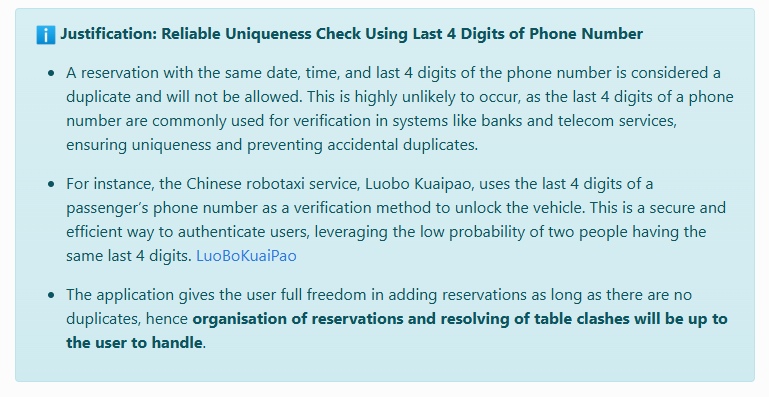 Justification: Reliable Uniqueness Check Using Last 4 Digits of Phone Number
• A reservation with the same date, time, and last 4 digits of the phone number is considered a
duplicate and will not be allowed. This is highly unlikely to occur, as the last 4 digits of a phone
number are commonly used for verification in systems like banks and telecom services,
ensuring uniqueness and preventing accidental duplicates.
• For instance, the Chinese robotaxi service, Luobo Kuaipao, uses the last 4 digits of a
passenger's phone number as a verification method to unlock the vehicle. This is a secure and
efficient way to authenticate users, leveraging the low probability of two people having the
same last 4 digits. LuoBoKuaiPao
• The application gives the user full freedom in adding reservations as long as there are no
duplicates, hence organisation of reservations and resolving of table clashes will be up to
the user to handle.